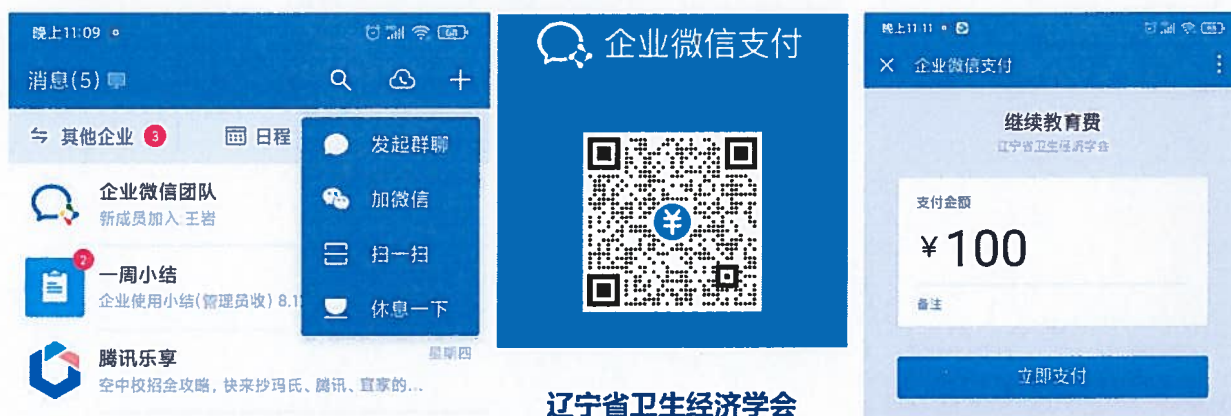 晚上11:09
消息(5)
其他企业 3
日程
发起群聊
加微信
扫一扫
休息一下
企业微信团队
新成员加入 王岩
2
一周小结
企业使用小结(管理员收) 8.1
腾讯乐享
星期四
空中校招全攻略, 快来抄玛氏、腾讯、宜家的...
企业微信支付
¥
辽宁省卫生经济学会
晚上11:11
企业微信支付
继续教育费
辽宁省卫生经济学会
支付金额
¥100
备注
立即支付